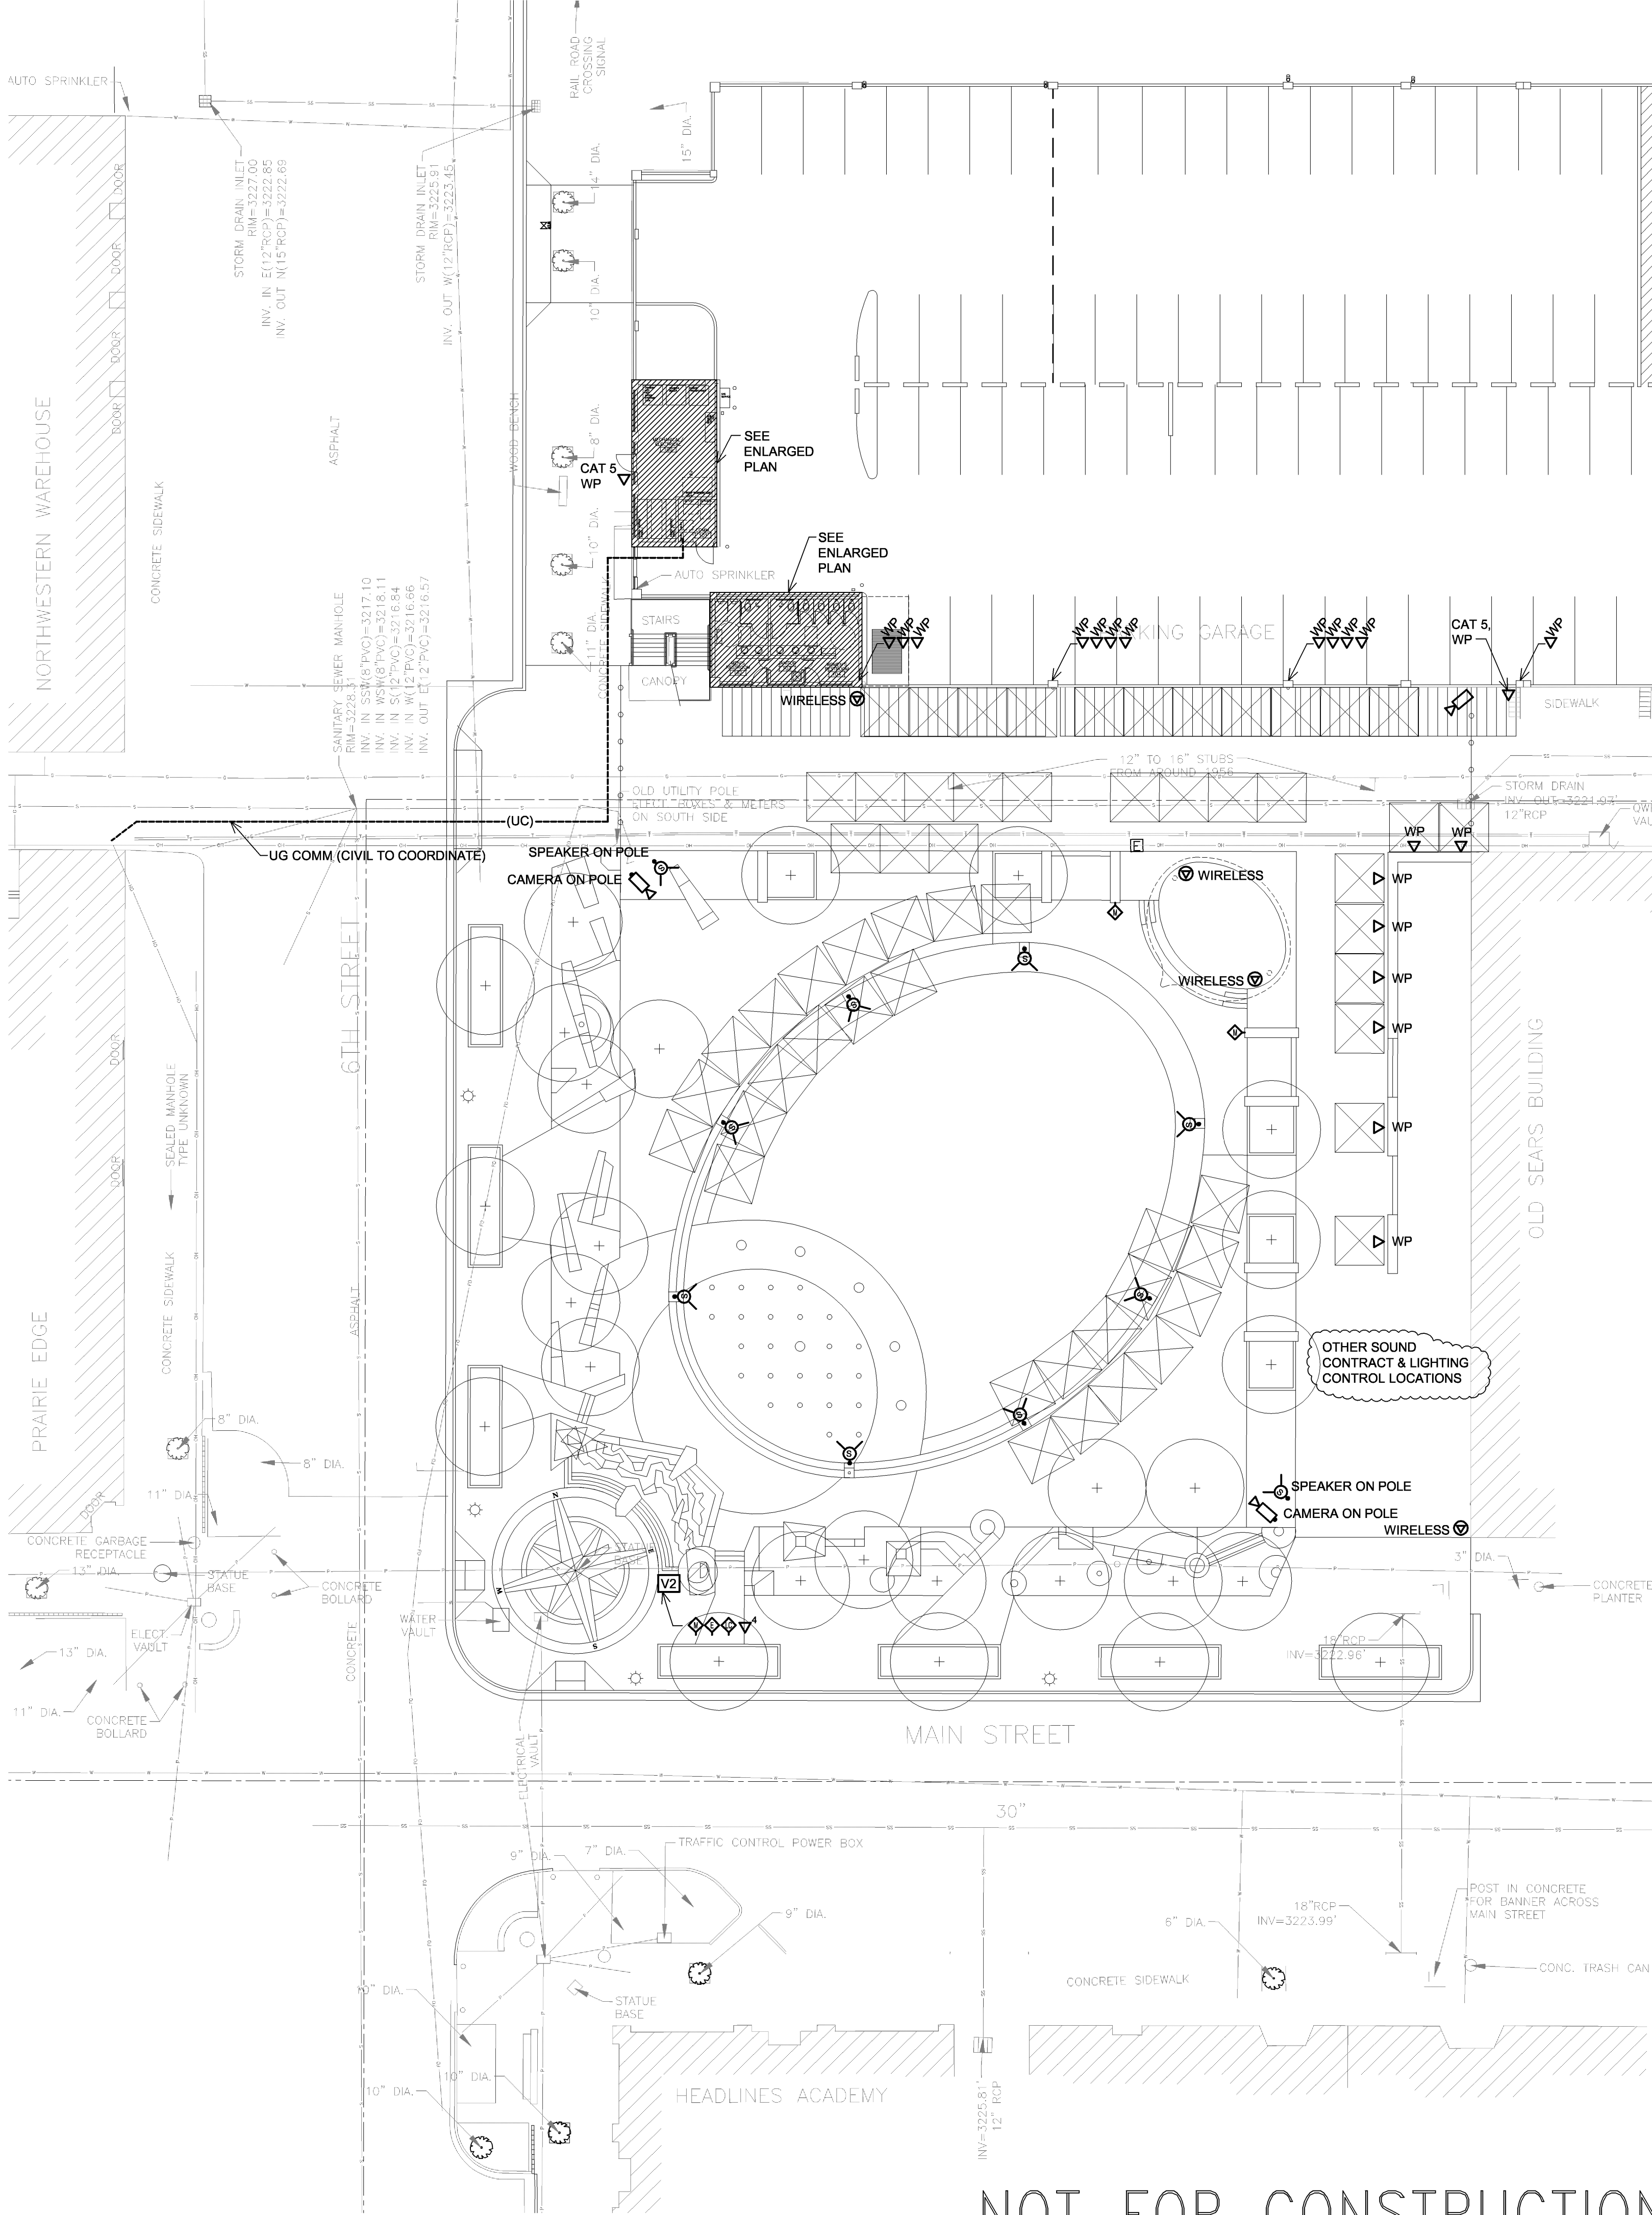 AUTO SPRINKLER
RAIL ROAD
CROSSING
SIGNAL
15" DIA.
14" DIA.
10" DIA.
STORM DRAIN INLET
RIM=3227.00
INV. IN E(12"RCP)=3222.85
INV. OUT N(15"RCP)=3222.69
STORM DRAIN INLET
RIM=3225.91
INV. OUT W(12"RCP)=3223.45
DOOR
DOOR
DOOR
DOOR
NORTHWESTERN WAREHOUSE
CONCRETE SIDEWALK
ASPHALT
WOOD BENCH
8" DIA.
CAT 5
WP
SEE
ENLARGED
PLAN
10" DIA.
SEE
ENLARGED
PLAN
AUTO SPRINKLER
STAIRS
CANOPY
11" DIA.
CONCRETE SIDEWALK
SANITARY SEWER MANHOLE
RIM=3228.31
INV. IN SSW(8"PVC)=3217.10
INV. IN WSW(8"PVC)=3218.11
INV. IN S(12"PVC)=3216.84
INV. IN W(12"PVC)=3216.66
INV. OUT E(12"PVC)=3216.57
WP
WP
WP
WP
WP
WP
WP
KING GARAGE
WP
WP
WP
WP
CAT 5,
WP
WP
WIRELESS
SIDEWALK
12" TO 16" STUBS
FROM AROUND 1956
OLD UTILITY POLE
ELECT BOXES & METERS
ON SOUTH SIDE
STORM DRAIN
INV. OUT=3221.97'
12"RCP
(UC)
UG COMM (CIVIL TO COORDINATE)
SPEAKER ON POLE
CAMERA ON POLE
E
WIRELESS
WIRELESS
WP
WP
WP
WP
WP
WP
WP
WP
6TH STREET
OLD SEARS BUILDING
DOOR
DOOR
SEALED MANHOLE
TYPE UNKNOWN
CONCRETE SIDEWALK
ASPHALT
PRAIRIE EDGE
OTHER SOUND
CONTRACT & LIGHTING
CONTROL LOCATIONS
8" DIA.
8" DIA.
11" DIA.
DOOR
SPEAKER ON POLE
CAMERA ON POLE
WIRELESS
CONCRETE GARBAGE
RECEPTACLE
13" DIA.
STATUE
BASE
CONCRETE
BOLLARD
N
E
W
S
STATUE
BASE
V2
4
3" DIA.
CONCRETE
PLANTER
WATER
VAULT
ELECT.
VAULT
13" DIA.
11" DIA.
CONCRETE
BOLLARD
CONCRETE
18"RCP
INV=3222.96'
MAIN STREET
ELECTRICAL
VAULT
30"
TRAFFIC CONTROL POWER BOX
9" DIA.
7" DIA.
9" DIA.
POST IN CONCRETE
FOR BANNER ACROSS
MAIN STREET
18"RCP
INV=3223.99'
6" DIA.
CONCRETE SIDEWALK
CONC. TRASH CAN
STATUE
BASE
10" DIA.
10" DIA.
HEADLINES ACADEMY
INV=3225.81'
12" RCP
NOT FOR CONSTRUCTION